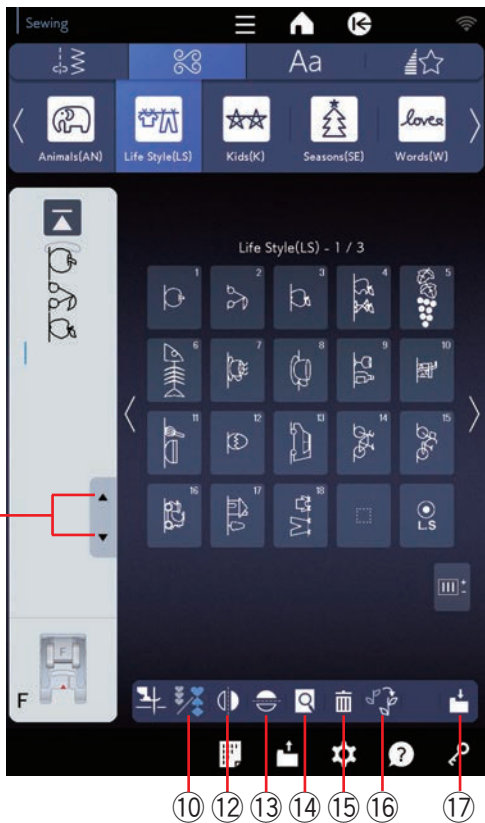 Sewing
Aa
Animals(AN) Life Style(LS) Kids(K) Seasons(SE) Words(W)
love
Life Style(LS) - 1 / 3
1 2 3 4 5
6 7 8 9 10
11 12 13 14 15
16 17 18
LS
F
F
?
⑩ ⑫ ⑬ ⑭ ⑮ ⑯ ⑰